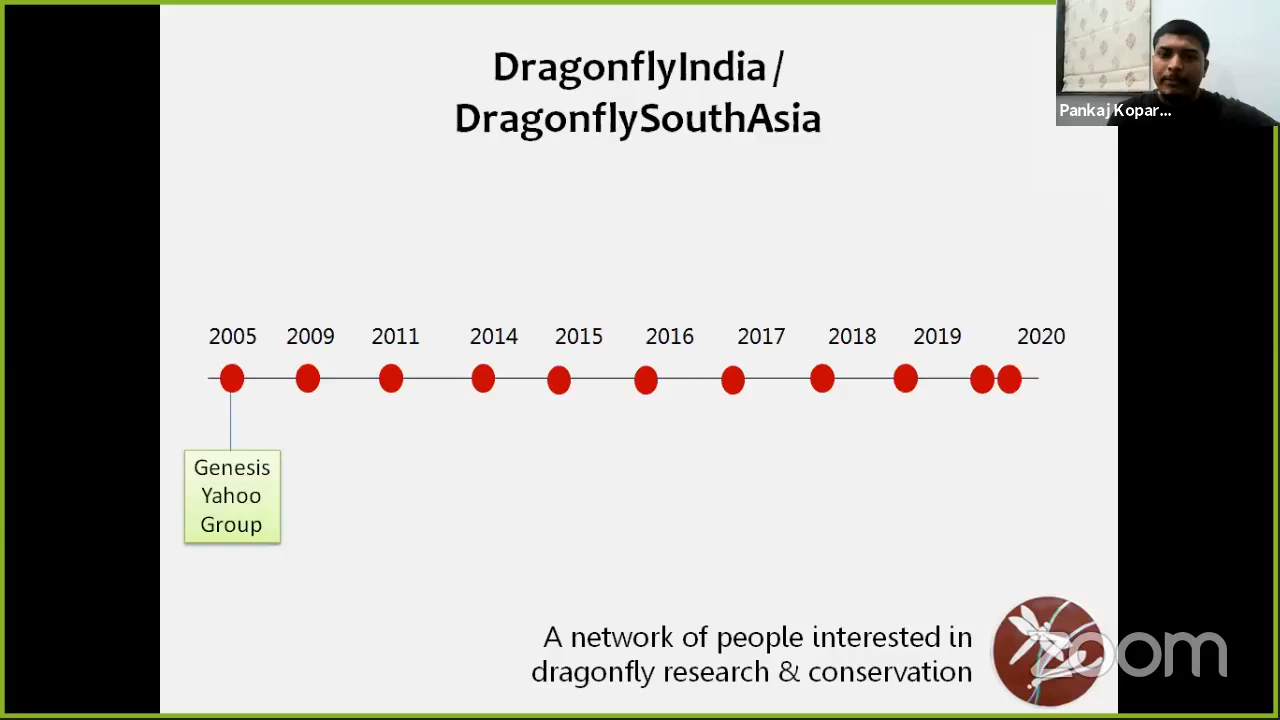 DragonflyIndia/
DragonflySouthAsia
Pankaj Kopar...
2005 2009 2011 2014 2015 2016 2017 2018 2019 2020
Genesis
Yahoo
Group
A network of people interested in
dragonfly research & conservation
zoom